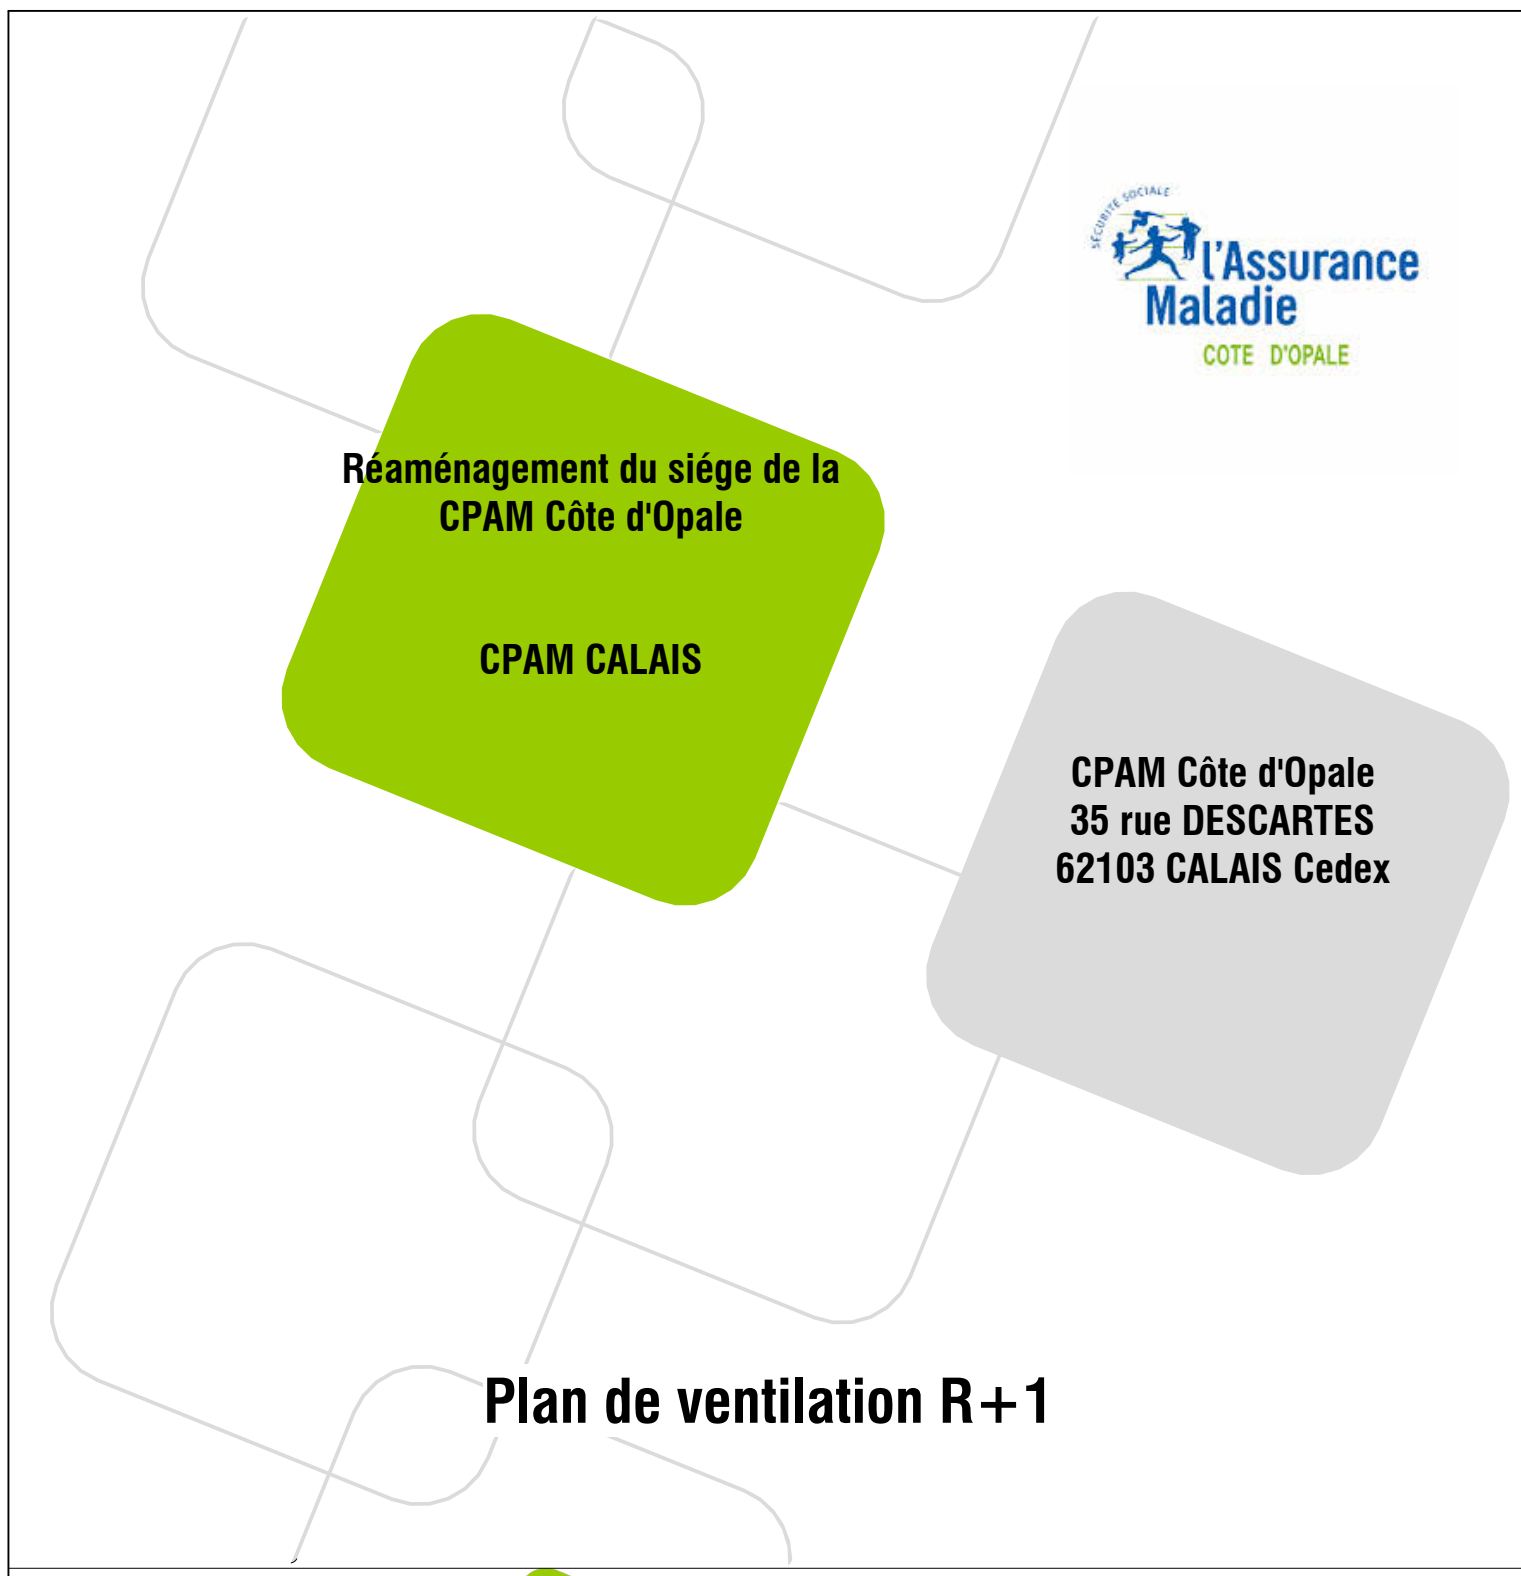 SÉCURITÉ SOCIALE
l'Assurance
Maladie
COTE D'OPALE
Réaménagement du siége de la
CPAM Côte d'Opale
CPAM CALAIS
CPAM Côte d'Opale
35 rue DESCARTES
62103 CALAIS Cedex
Plan de ventilation R+1